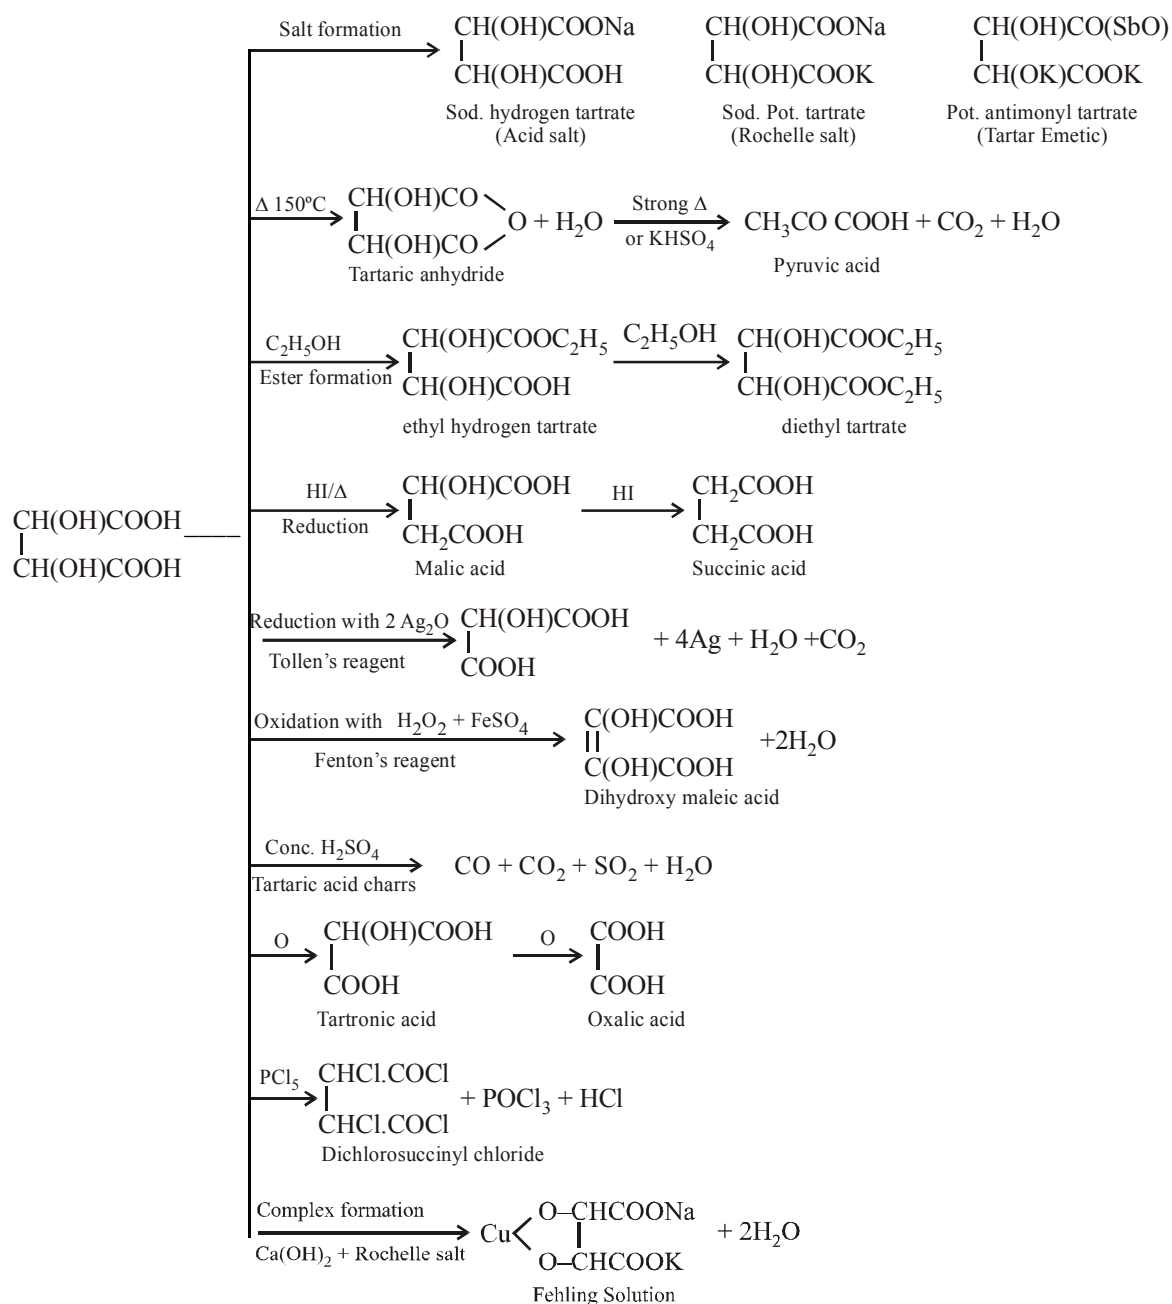 Salt formation
CH(OH)COONa
CH(OH)COOH
Sod. hydrogen tartrate
(Acid salt)
CH(OH)COONa
CH(OH)COOK
Sod. Pot. tartrate
(Rochelle salt)
CH(OH)CO(SbO)
CH(OK)COOK
Pot. antimonyl tartrate
(Tartar Emetic)
Δ 150ºC
CH(OH)CO
CH(OH)CO
O + H₂O
Tartaric anhydride
Strong Δ
or KHSO₄
CH₃CO COOH + CO₂ + H₂O
Pyruvic acid
C₂H₅OH
Ester formation
CH(OH)COOC₂H₅
CH(OH)COOH
ethyl hydrogen tartrate
C₂H₅OH
CH(OH)COOC₂H₅
CH(OH)COOC₂H₅
diethyl tartrate
CH(OH)COOH
CH(OH)COOH
HI/Δ
Reduction
CH(OH)COOH
CH₂COOH
Malic acid
HI
CH₂COOH
CH₂COOH
Succinic acid
Reduction with 2 Ag₂O
Tollen’s reagent
CH(OH)COOH
COOH
+ 4Ag + H₂O +CO₂
Oxidation with H₂O₂ + FeSO₄
Fenton’s reagent
C(OH)COOH
C(OH)COOH
+2H₂O
Dihydroxy maleic acid
Conc. H₂SO₄
Tartaric acid charrs
CO + CO₂ + SO₂ + H₂O
O
CH(OH)COOH
COOH
Tartronic acid
O
COOH
COOH
Oxalic acid
PCl₅
CHCl.COCl
CHCl.COCl
+ POCl₃ + HCl
Dichlorosuccinyl chloride
Complex formation
Ca(OH)₂ + Rochelle salt
Cu
O–CHCOONa
O–CHCOOK
+ 2H₂O
Fehling Solution